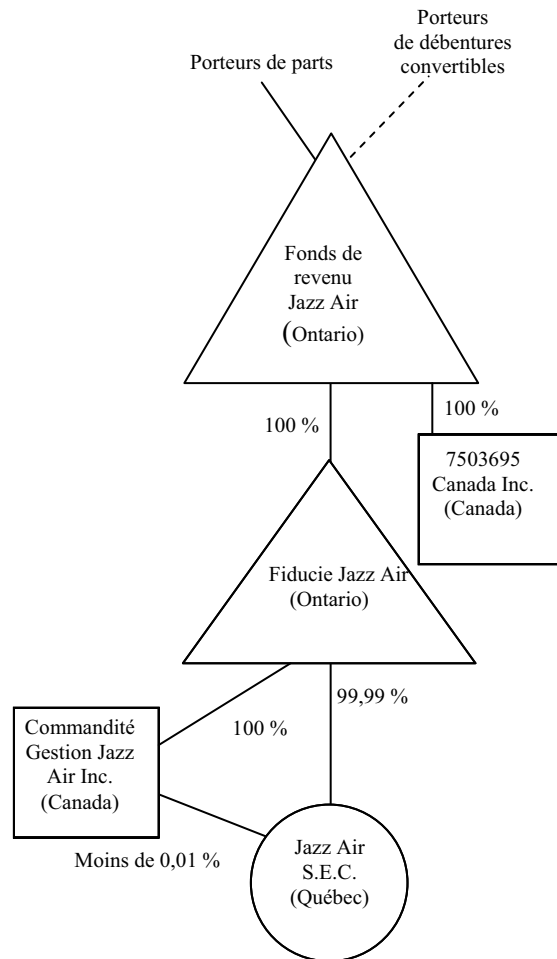 Porteurs de parts
Porteurs
de débentures
convertibles
Fonds de
revenu
Jazz Air
(Ontario)
100 %
100 %
7503695
Canada Inc.
(Canada)
Fiducie Jazz Air
(Ontario)
99,99 %
100 %
Commandité
Gestion Jazz
Air Inc.
(Canada)
Moins de 0,01 %
Jazz Air
S.E.C.
(Québec)